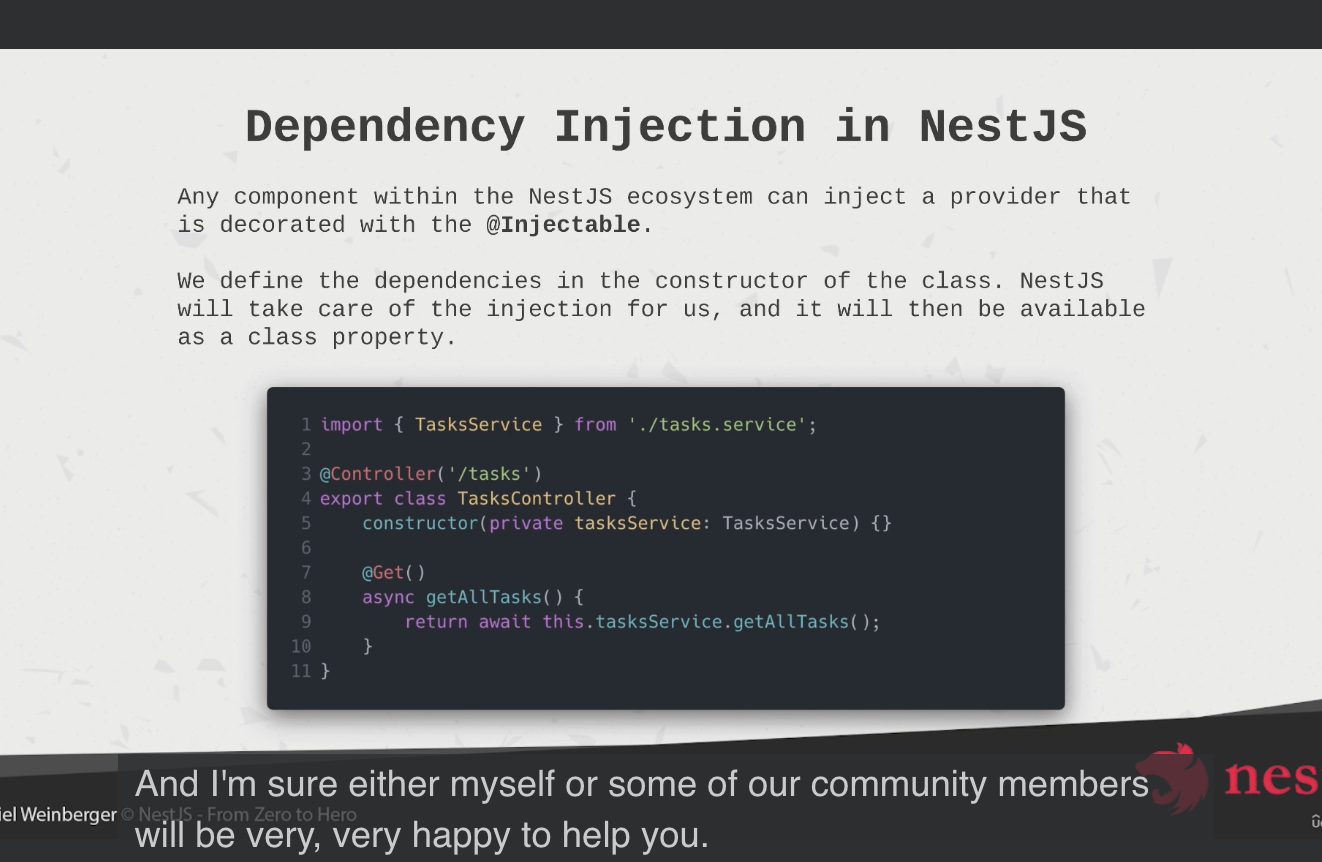 Dependency Injection in NestJS
Any component within the NestJS ecosystem can inject a provider that
is decorated with the @Injectable.
We define the dependencies in the constructor of the class. NestJS
will take care of the injection for us, and it will then be available
as a class property.
1 import { TasksService } from './tasks.service';
2
3 @Controller('/tasks')
4 export class TasksController {
5     constructor(private tasksService: TasksService) {}
6
7     @Get()
8     async getAllTasks() {
9         return await this.tasksService.getAllTasks();
10     }
11 }
And I'm sure either myself or some of our community members
nes
iel Weinberger © NestJS - From Zero to Hero
will be very, very happy to help you.